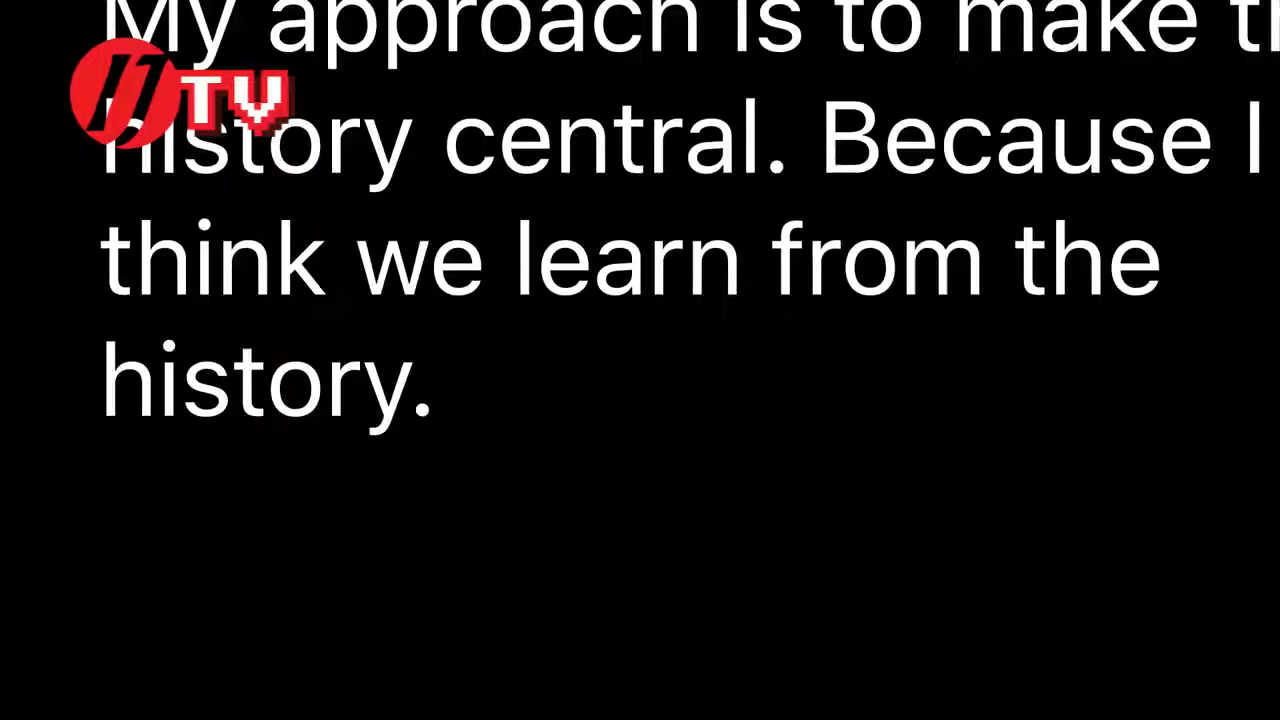 My approach is to make
TV
history central. Because I
think we learn from the
history.